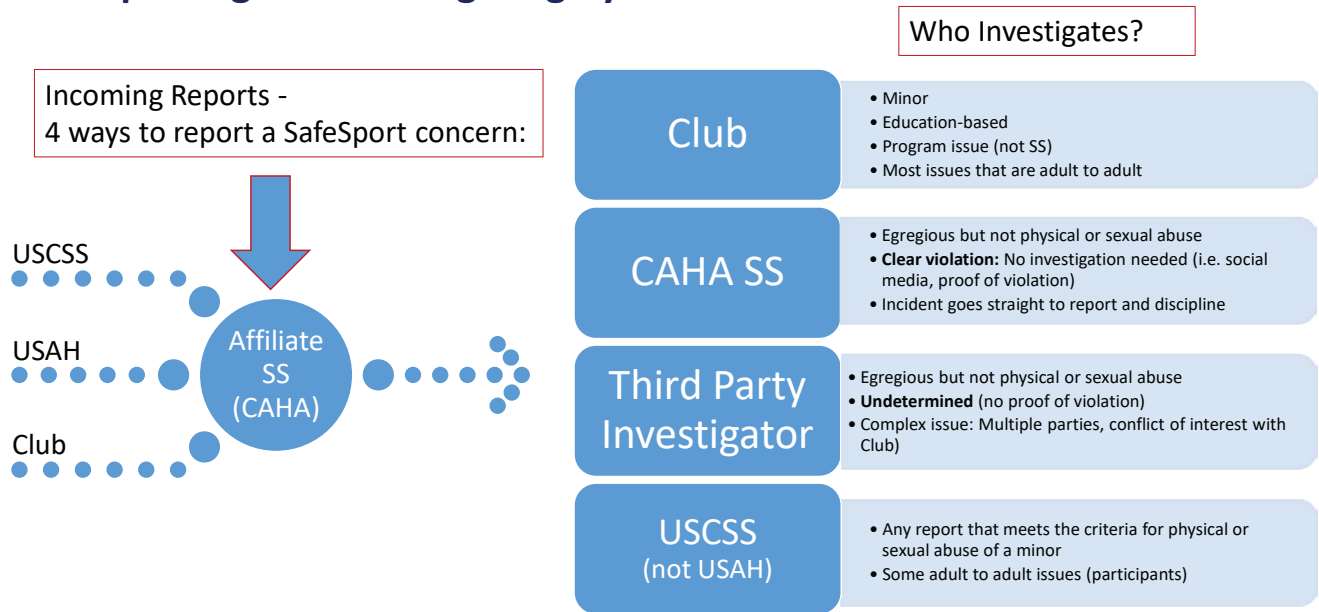 Incoming Reports -
4 ways to report a SafeSport concern:
USCSS
USAH
Club
Affiliate
SS
(CAHA)
Who Investigates?
Club
• Minor
• Education-based
• Program issue (not SS)
• Most issues that are adult to adult
CAHA SS
• Egregious but not physical or sexual abuse
• Clear violation: No investigation needed (i.e. social
media, proof of violation)
• Incident goes straight to report and discipline
Third Party
Investigator
• Egregious but not physical or sexual abuse
• Undetermined (no proof of violation)
• Complex issue: Multiple parties, conflict of interest with
Club)
USCSS
(not USAH)
• Any report that meets the criteria for physical or
sexual abuse of a minor
• Some adult to adult issues (participants)